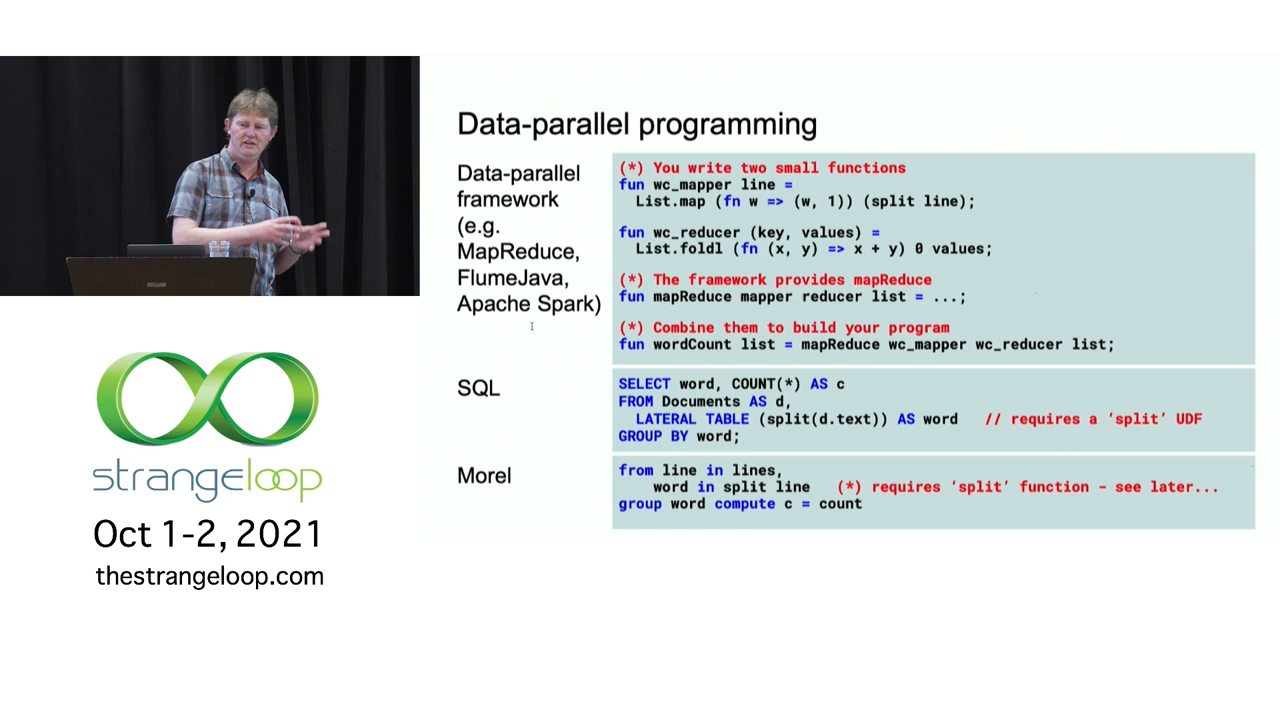 Data-parallel programming
Data-parallel
framework
(e.g.
MapReduce,
FlumeJava,
Apache Spark)
(*) You write two small functions
fun wc_mapper line =
  List.map (fn w => (w, 1)) (split line);
fun wc_reducer (key, values) =
  List.foldl (fn (x, y) => x + y) 0 values;
(*) The framework provides mapReduce
fun mapReduce mapper reducer list = ...;
(*) Combine them to build your program
fun wordCount list = mapReduce wc_mapper wc_reducer list;
SQL
SELECT word, COUNT(*) AS c
FROM Documents AS d,
  LATERAL TABLE (split(d.text)) AS word // requires a ‘split’ UDF
GROUP BY word;
Morel
from line in lines,
    word in split line (*) requires ‘split’ function – see later...
group word compute c = count
strangeloop
Oct 1-2, 2021
thestrangeloop.com